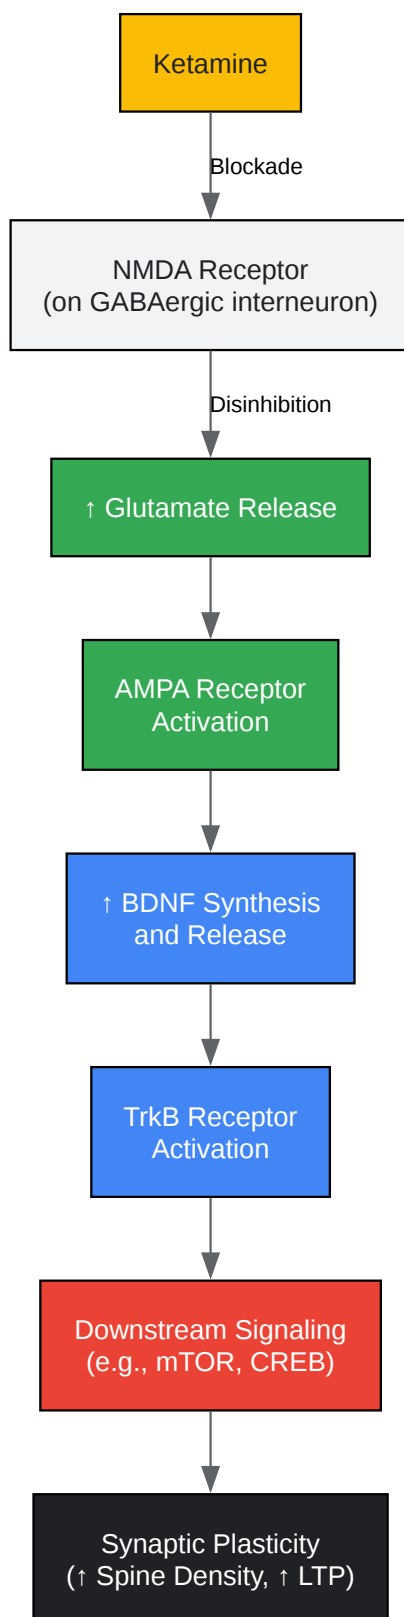 Ketamine
Blockade
NMDA Receptor
(on GABAergic interneuron)
Disinhibition
↑ Glutamate Release
AMPA Receptor
Activation
↑ BDNF Synthesis
and Release
TrkB Receptor
Activation
Downstream Signaling
(e.g., mTOR, CREB)
Synaptic Plasticity
(↑ Spine Density, ↑ LTP)